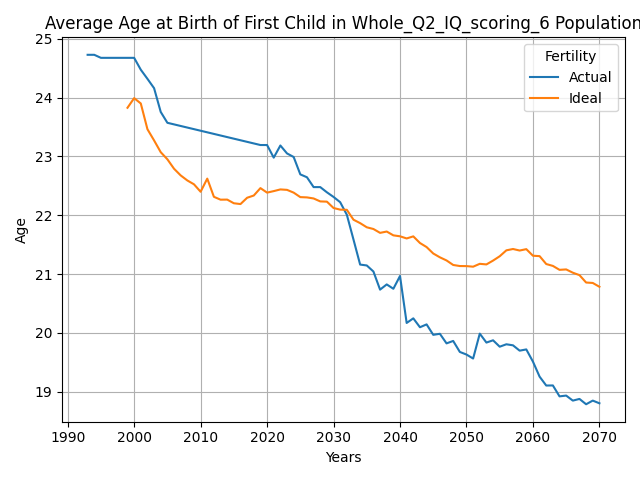 Average Age at Birth of First Child in Whole_Q2_IQ_scoring_6 Population
Fertility
Actual
Ideal
25
24
23
22
21
20
19
Age
1990
2000
2010
2020
2030
2040
2050
2060
2070
Years